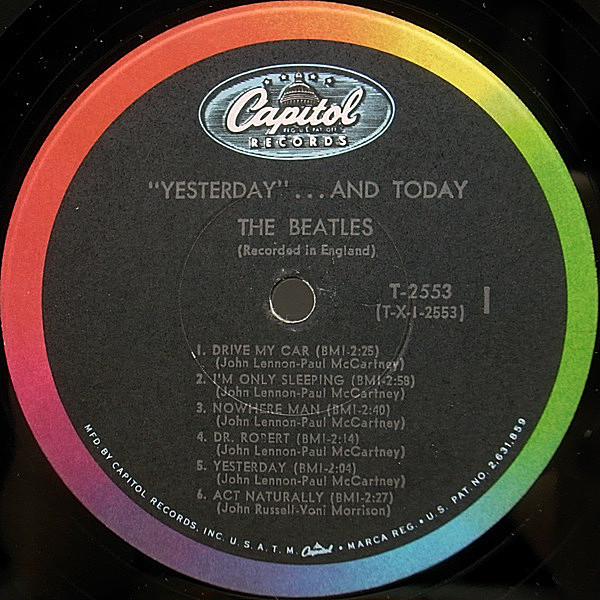 Capitol
REG. U.S. PAT. OFF.
RECORDS
"YESTERDAY"...AND TODAY
THE BEATLES
(Recorded in England)
T-2553
(T-X-1-2553)
1
1. DRIVE MY CAR (BMI-2:25)
(John Lennon-Paul McCartney)
2. I'M ONLY SLEEPING (BMI-2:58)
(John Lennon-Paul McCartney)
3. NOWHERE MAN (BMI-2:40)
(John Lennon-Paul McCartney)
4. DR. ROBERT (BMI-2:14)
(John Lennon-Paul McCartney)
5. YESTERDAY (BMI-2:04)
(John Lennon-Paul McCartney)
6. ACT NATURALLY (BMI-2:27)
(John Russell-Voni Morrison)
MFD. BY CAPITOL RECORDS, INC. U.S.A. T.M. Capitol • MARCA REG. • U.S. PAT. NO. 2,631,859